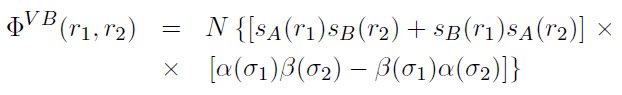 Φ^{VB}(r₁, r₂) = N {[s_A(r₁)s_B(r₂) + s_B(r₁)s_A(r₂)] ×
× [α(σ₁)β(σ₂) − β(σ₁)α(σ₂)]}